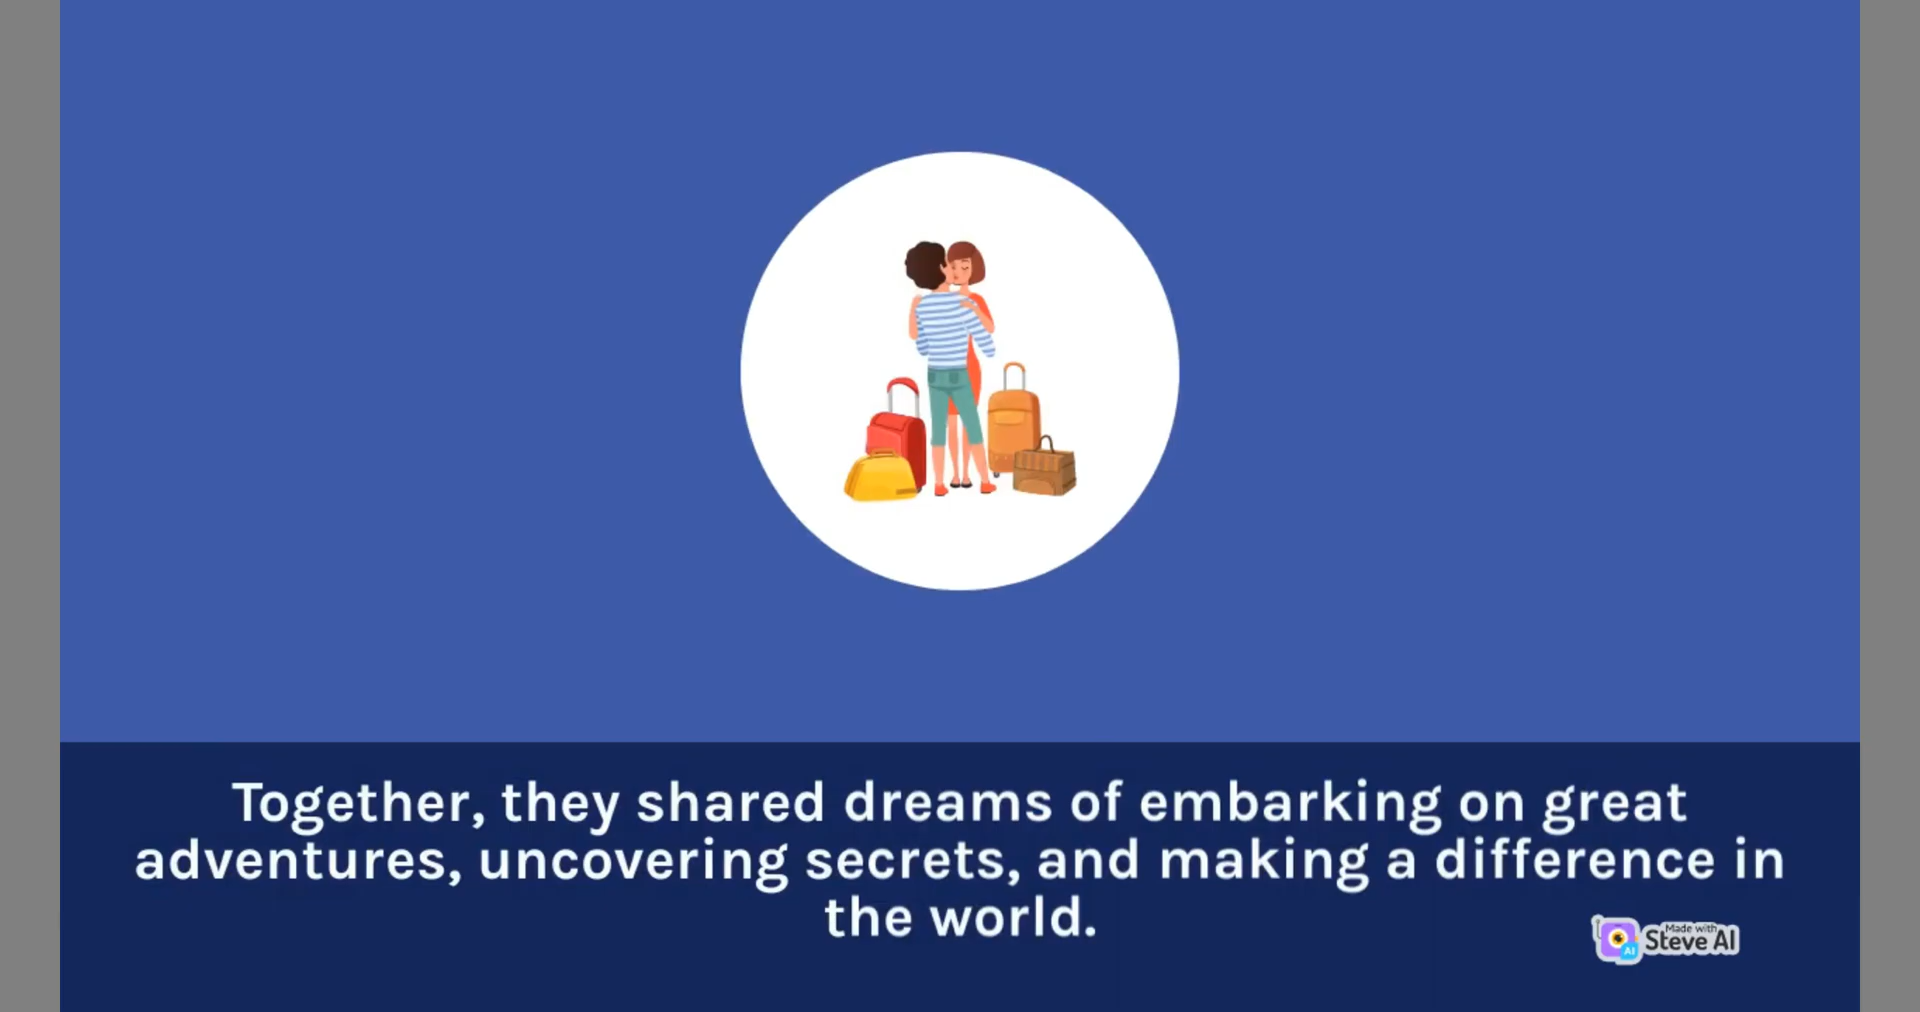 Together, they shared dreams of embarking on great
adventures, uncovering secrets, and making a difference in
the world.
Made with
Steve AI
AI